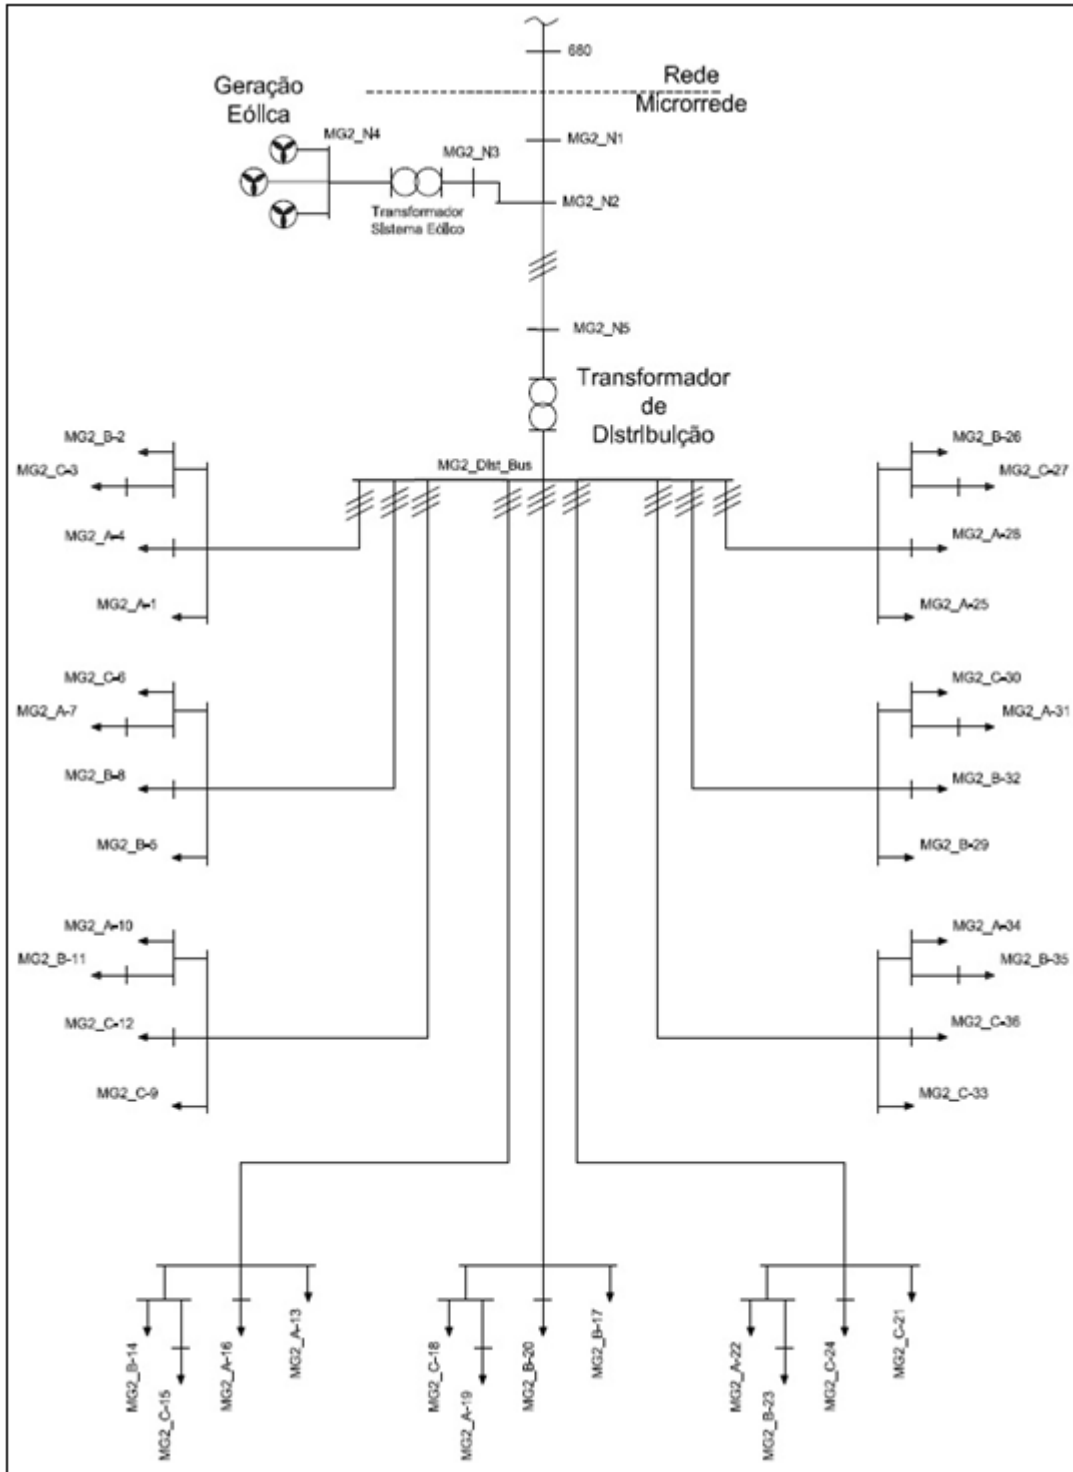 680
Rede
Microrrede
Geração
Eólica
MG2_N4
MG2_N3
MG2_N1
MG2_N2
Transformador
Sistema Eólico
MG2_N5
Transformador
de
Distribuição
MG2_Dist_Bus
MG2_B-2
MG2_C-3
MG2_A-4
MG2_A-1
MG2_B-26
MG2_C-27
MG2_A-28
MG2_A-25
MG2_C-6
MG2_A-7
MG2_B-8
MG2_B-5
MG2_C-30
MG2_A-31
MG2_B-32
MG2_B-29
MG2_A-10
MG2_B-11
MG2_C-12
MG2_C-9
MG2_A-34
MG2_B-35
MG2_C-36
MG2_C-33
MG2_B-14
MG2_C-15
MG2_A-16
MG2_A-13
MG2_C-18
MG2_A-19
MG2_B-20
MG2_B-17
MG2_A-22
MG2_B-23
MG2_C-24
MG2_C-21